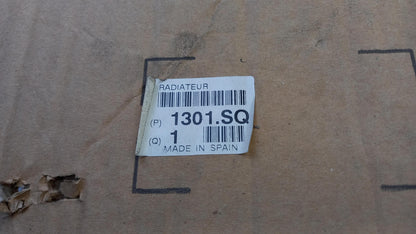 RADIATEUR
(P) 1301.SQ
(Q) 1
MADE IN SPAIN